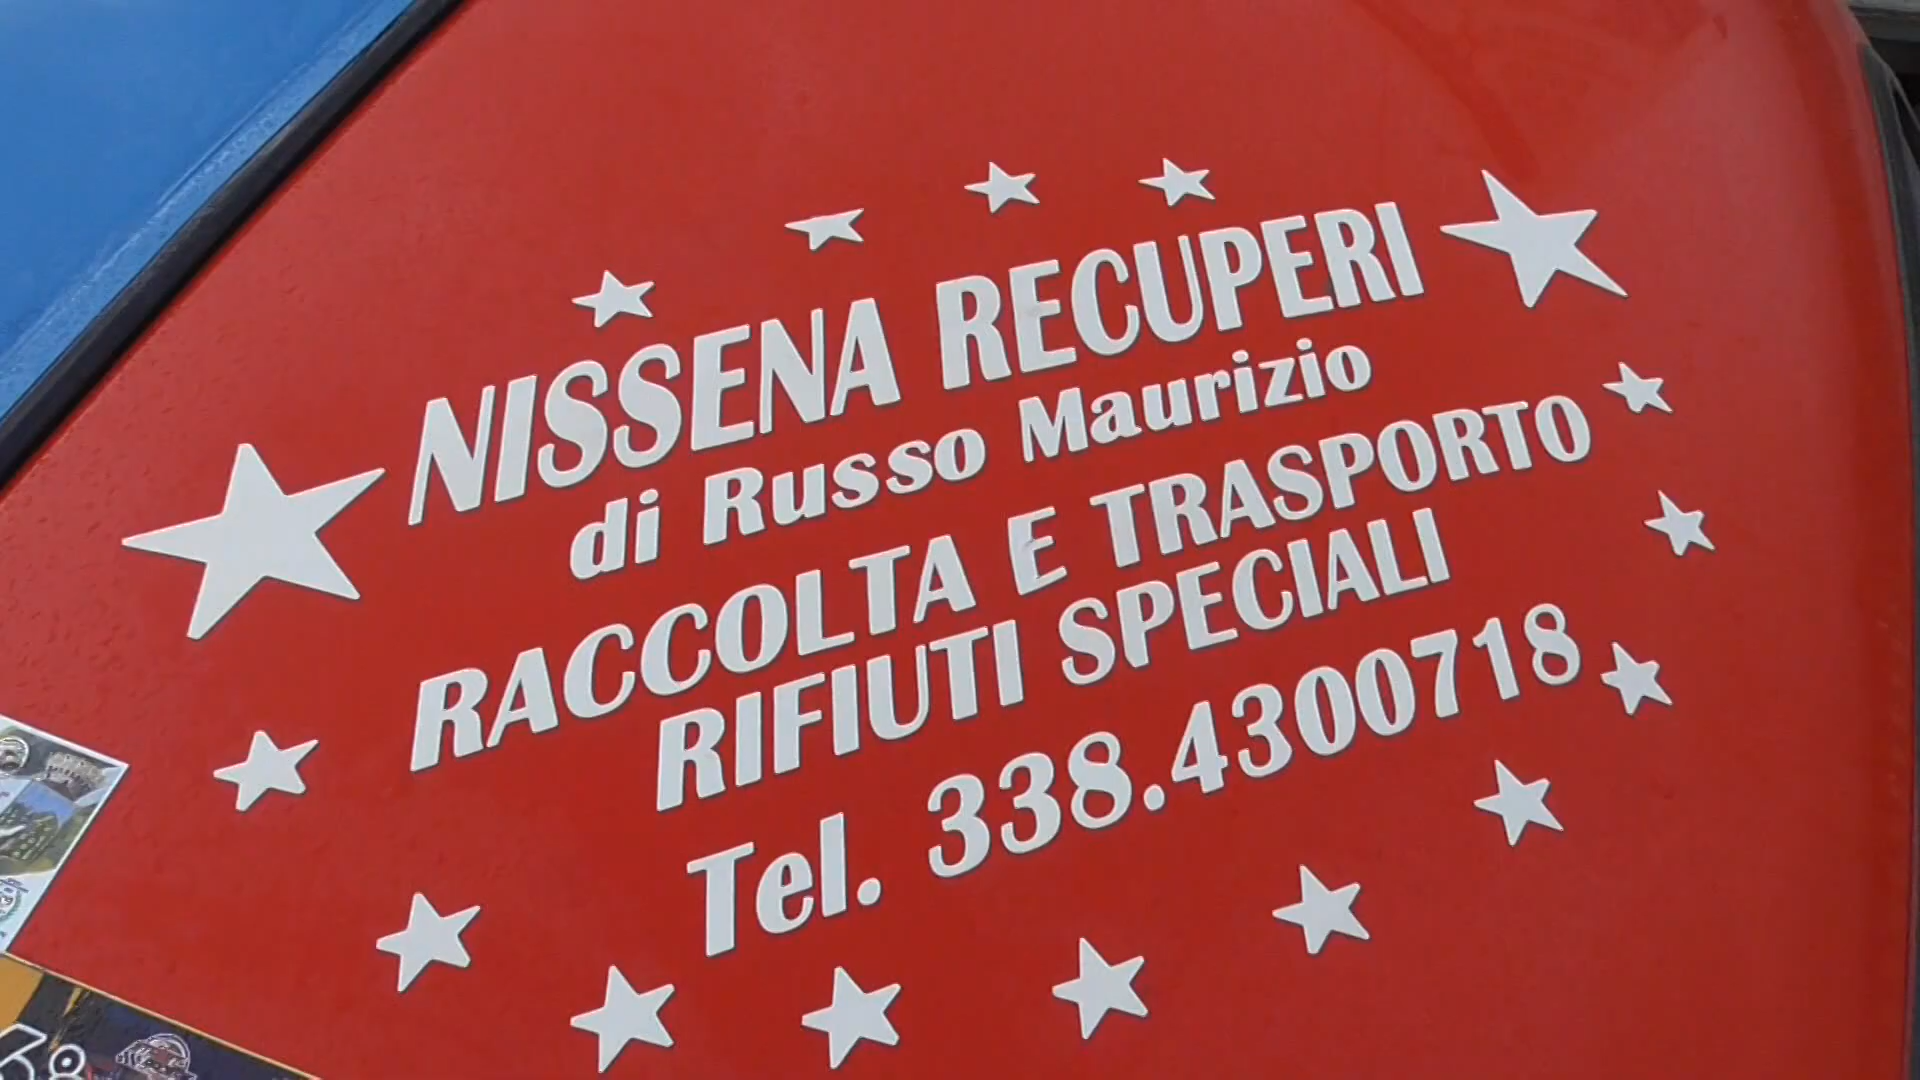 NISSENA RECUPERI
di Russo Maurizio
RACCOLTA E TRASPORTO
RIFIUTI SPECIALI
Tel. 338.4300718